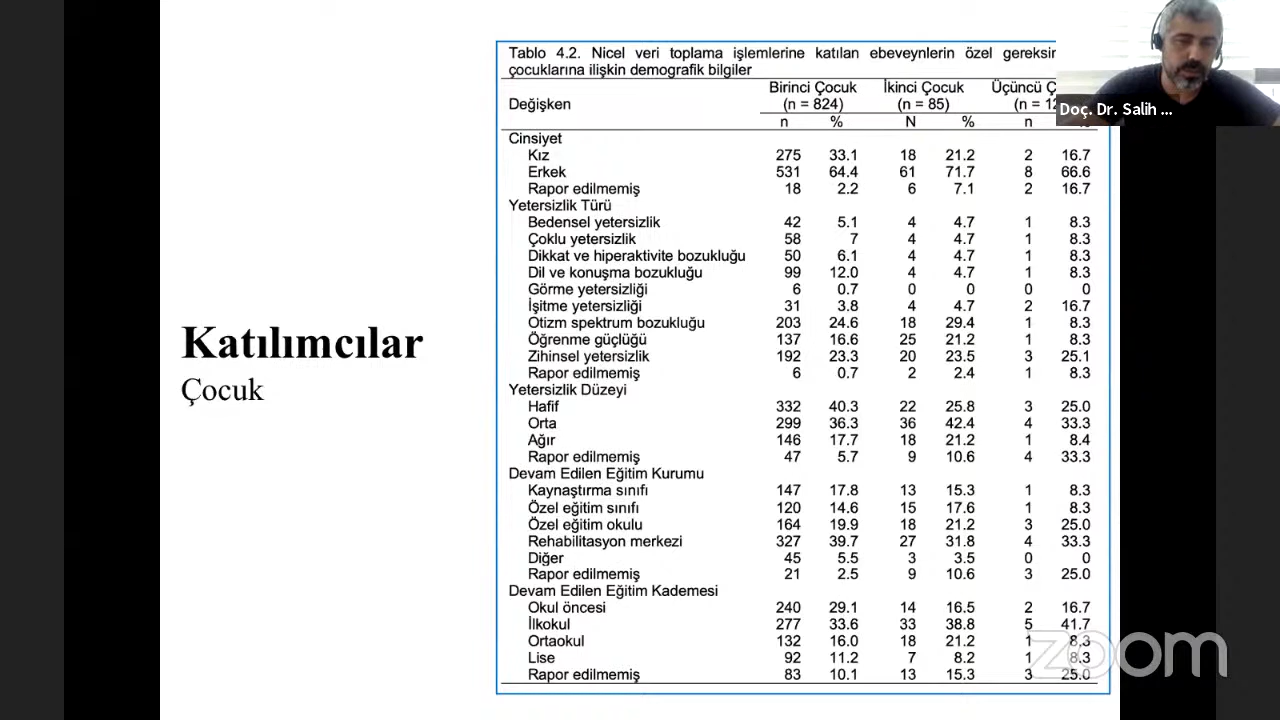 Katılımcılar
Çocuk
Tablo 4.2. Nicel veri toplama işlemlerine katılan ebeveynlerin özel
çocuklarına ilişkin demografik bilgiler
Birinci Çocuk İkinci Çocuk Üçüncü
Değişken (n = 824) (n = 85) (n =
n % N % n
Cinsiyet
Kız 275 33.1 18 21.2 2 16.7
Erkek 531 64.4 61 71.7 8 66.6
Rapor edilmemiş 18 2.2 6 7.1 2 16.7
Yetersizlik Türü
Bedensel yetersizlik 42 5.1 4 4.7 1 8.3
Çoklu yetersizlik 58 7 4 4.7 1 8.3
Dikkat ve hiperaktivite bozukluğu 50 6.1 4 4.7 1 8.3
Dil ve konuşma bozukluğu 99 12.0 4 4.7 1 8.3
Görme yetersizliği 6 0.7 0 0 0 0
İşitme yetersizliği 31 3.8 4 4.7 2 16.7
Otizm spektrum bozukluğu 203 24.6 18 29.4 1 8.3
Öğrenme güçlüğü 137 16.6 25 21.2 1 8.3
Zihinsel yetersizlik 192 23.3 20 23.5 3 25.1
Rapor edilmemiş 6 0.7 2 2.4 1 8.3
Yetersizlik Düzeyi
Hafif 332 40.3 22 25.8 3 25.0
Orta 299 36.3 36 42.4 4 33.3
Ağır 146 17.7 18 21.2 1 8.4
Rapor edilmemiş 47 5.7 9 10.6 4 33.3
Devam Edilen Eğitim Kurumu
Kaynaştırma sınıfı 147 17.8 13 15.3 1 8.3
Özel eğitim sınıfı 120 14.6 15 17.6 1 8.3
Özel eğitim okulu 164 19.9 18 21.2 3 25.0
Rehabilitasyon merkezi 327 39.7 27 31.8 4 33.3
Diğer 45 5.5 3 3.5 0 0
Rapor edilmemiş 21 2.5 9 10.6 3 25.0
Devam Edilen Eğitim Kademesi
Okul öncesi 240 29.1 14 16.5 2 16.7
İlkokul 277 33.6 33 38.8 5 41.7
Ortaokul 132 16.0 18 21.2 1 8.3
Lise 92 11.2 7 8.2 1 8.3
Rapor edilmemiş 83 10.1 13 15.3 3 25.0
Doç. Dr. Salih ...
zoom